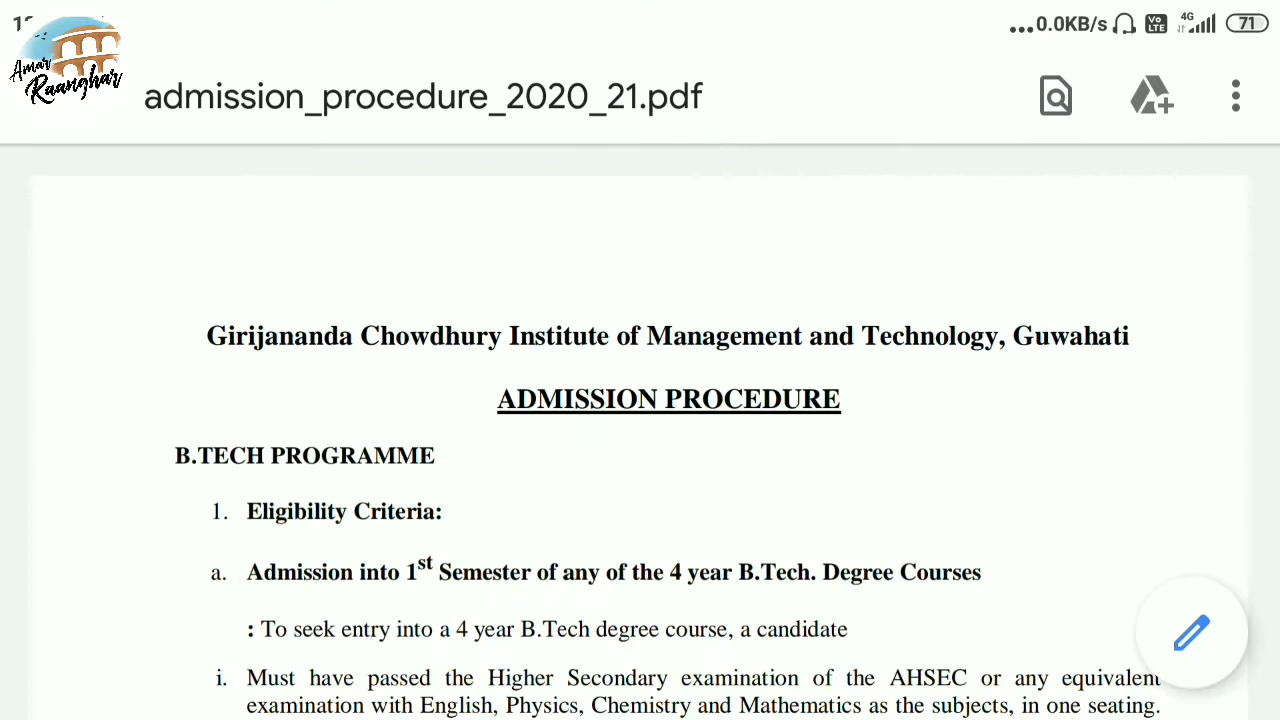 ...0.0KB/s Vo LTE 4G 71
Amar
Raanghar
admission_procedure_2020_21.pdf
Girijananda Chowdhury Institute of Management and Technology, Guwahati
ADMISSION PROCEDURE
B.TECH PROGRAMME
1. Eligibility Criteria:
a. Admission into 1st Semester of any of the 4 year B.Tech. Degree Courses
: To seek entry into a 4 year B.Tech degree course, a candidate
i. Must have passed the Higher Secondary examination of the AHSEC or any equivalent
examination with English, Physics, Chemistry and Mathematics as the subjects, in one seating.